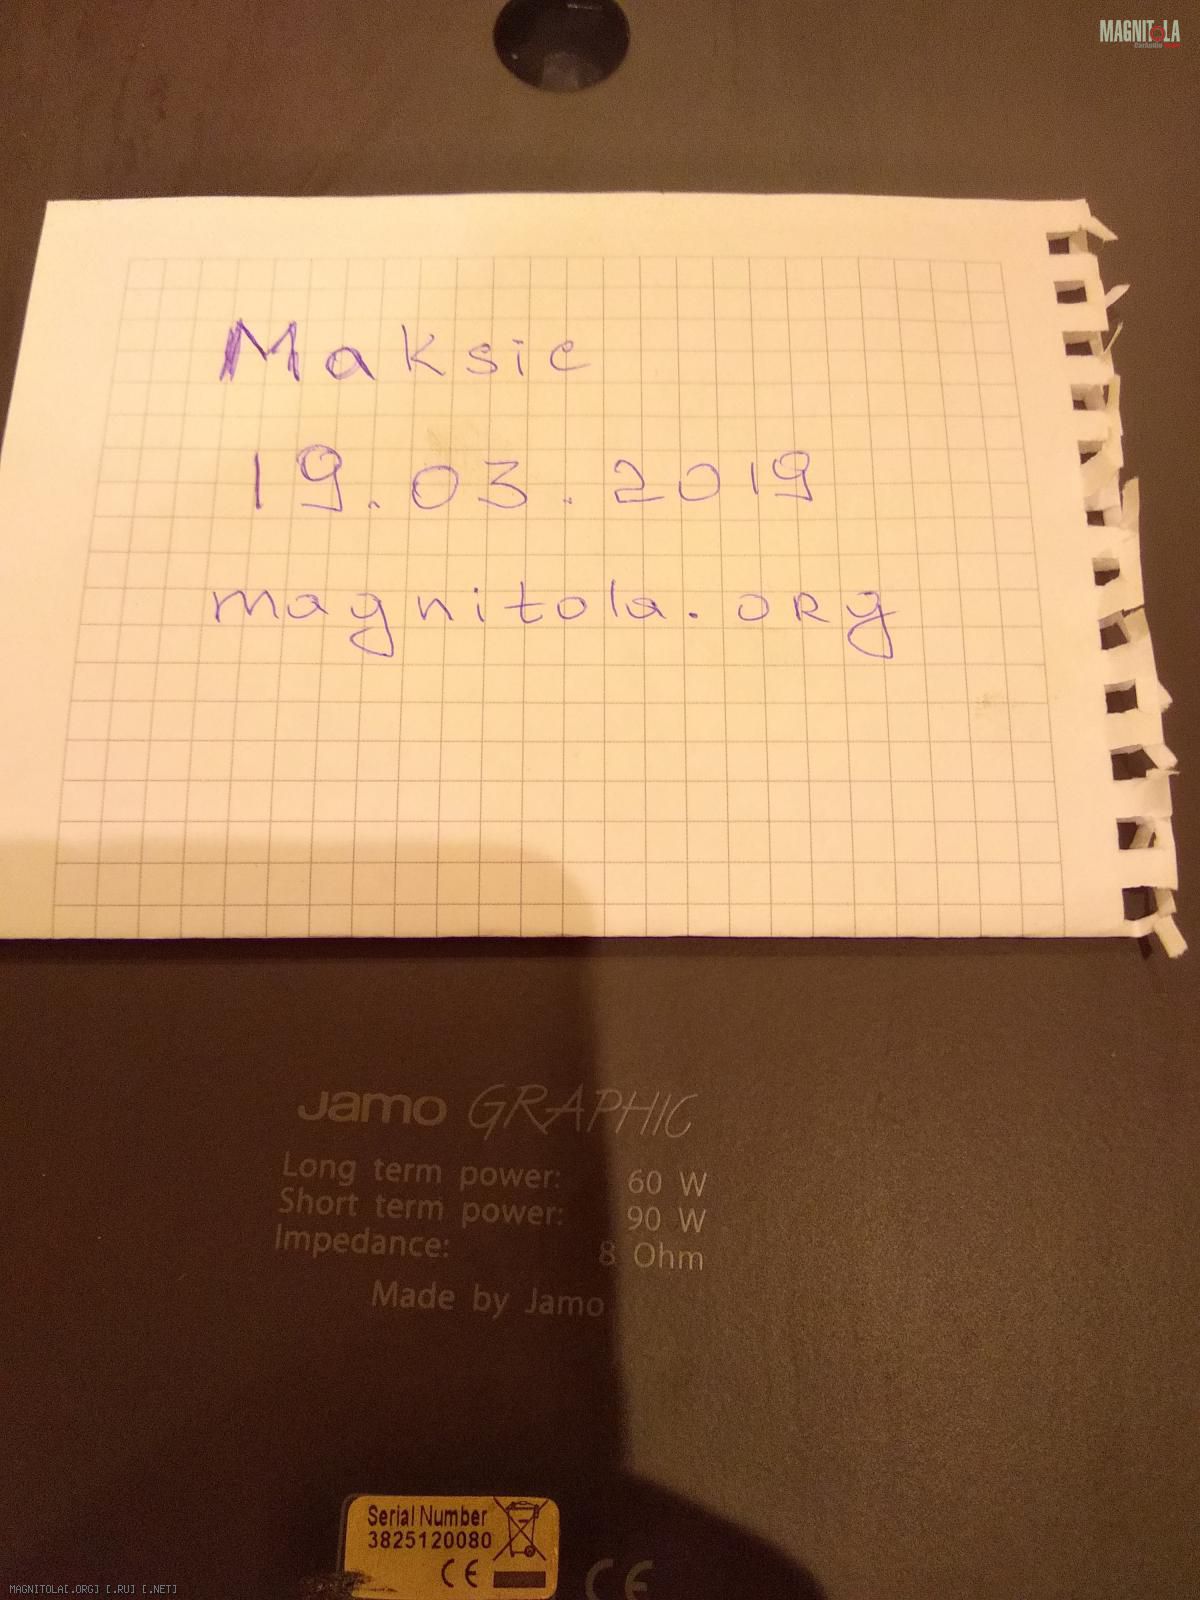 MAGNITOLA
Maksic
19.03.2019
magnitola.org
Jamo GRAPHIC
Long term power: 60 W
Short term power: 90 W
Impedance: 8 Ohm
Made by Jamo
Serial Number
3825120080
CE
CE
MAGNITOLA[.ORG] [.RU] [.NET]